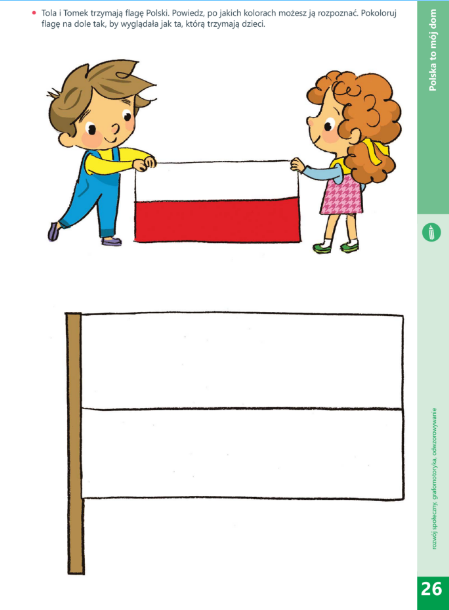 • Tola i Tomek trzymają flagę Polski. Powiedz, po jakich kolorach możesz ją rozpoznać. Pokoloruj
flagę na dole tak, by wyglądała jak ta, którą trzymają dzieci.
Polska to mój dom
rozwój społeczny, grafomotoryka, odwzorowywanie
26